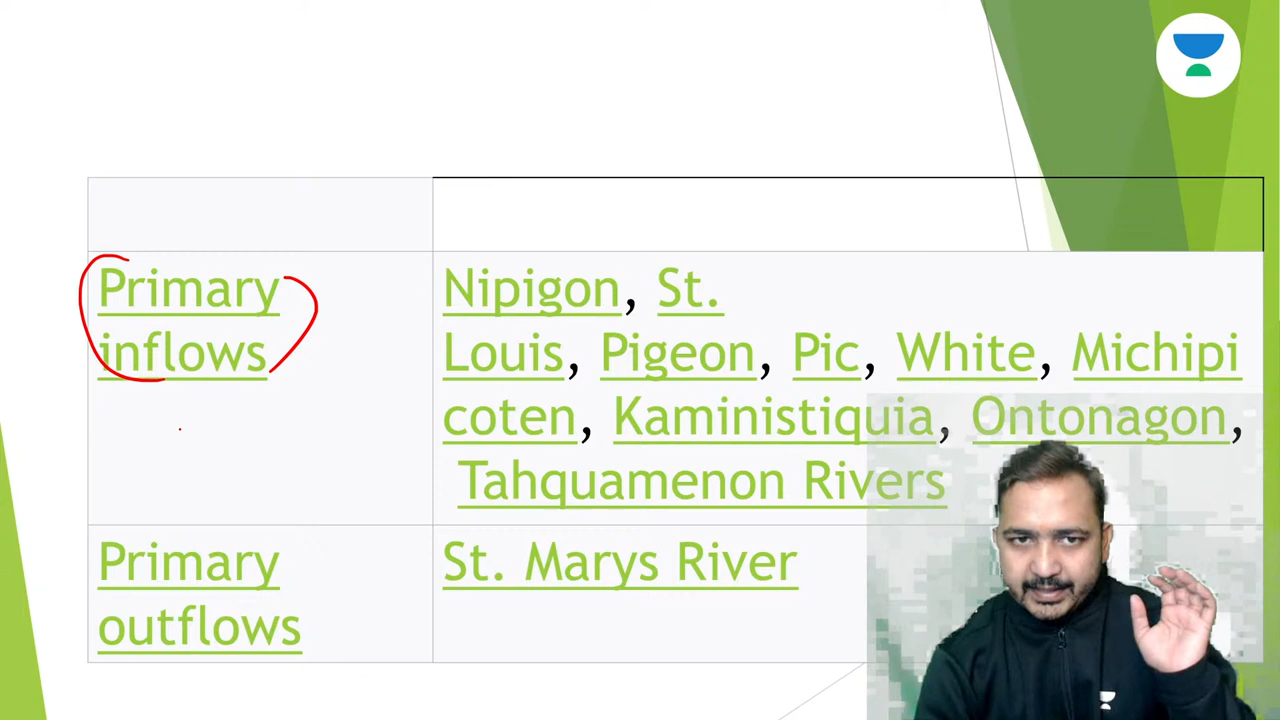 Primary
inflows
Nipigon, St.
Louis, Pigeon, Pic, White, Michipi
coten, Kaministiquia, Ontonagon,
Tahquamenon Rivers
Primary
outflows
St. Marys River